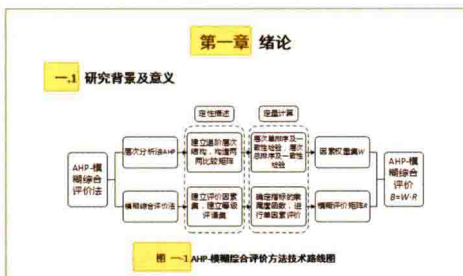 第一章 绪论
一.1 研究背景及意义
定性描述
定量计算
AHP-模
糊综合
评价法
层次分析法AHP
建立递阶层次
结构，构造两
两比较矩阵
层次单排序及一
致性检验，层次
总排序及一致性
检验
因素权重集W
模糊综合评价法
建立评价因素
集，建立等级
评语集
确定指标的隶
属度函数，进
行单因素评价
模糊评价矩阵R
AHP-模
糊综合
评价
B=W·R
图 一-1 AHP-模糊综合评价方法技术路线图